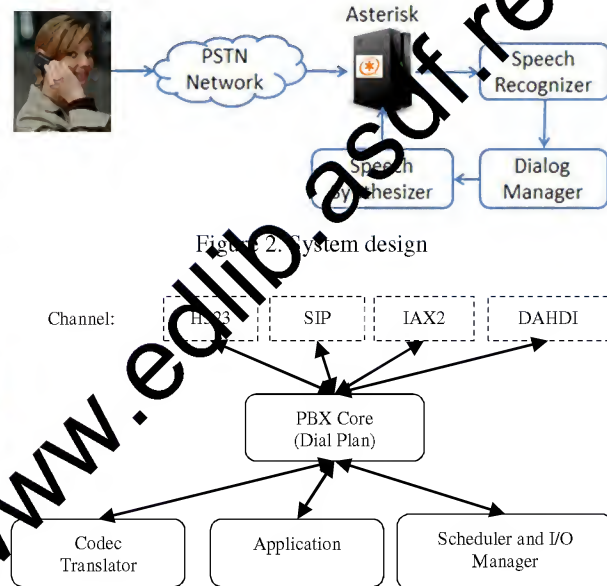 Asterisk
PSTN
Network
Speech
Recognizer
Speech
Synthesizer
Dialog
Manager
Figure 2. System design
Channel:
H323
SIP
IAX2
DAHDI
PBX Core
(Dial Plan)
Codec
Translator
Application
Scheduler and I/O
Manager
www.edlib.asdf.re